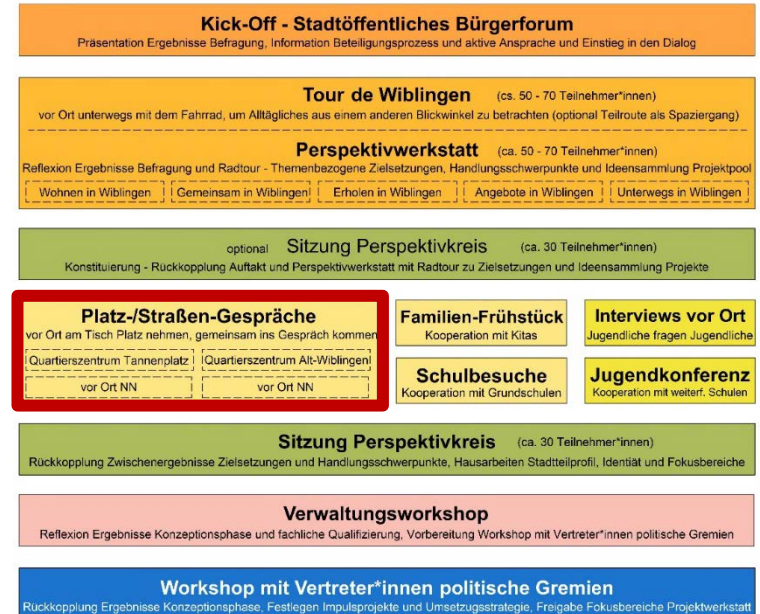 Kick-Off - Stadtöffentliches Bürgerforum
Präsentation Ergebnisse Befragung, Information Beteiligungsprozess und aktive Ansprache und Einstieg in den Dialog
Tour de Wiblingen (cs. 50 - 70 Teilnehmer*innen)
vor Ort unterwegs mit dem Fahrrad, um Alltägliches aus einem anderen Blickwinkel zu betrachten (optional Teilroute als Spaziergang)
Perspektivwerkstatt (ca. 50 - 70 Teilnehmer*innen)
Reflexion Ergebnisse Befragung und Radtour - Themenbezogene Zielsetzungen, Handlungsschwerpunkte und Ideensammlung Projektpool
Wohnen in Wiblingen Gemeinsam in Wiblingen Erholen in Wiblingen Angebote in Wiblingen Unterwegs in Wiblingen
optional Sitzung Perspektivkreis (ca. 30 Teilnehmer*innen)
Konstituierung - Rückkopplung Auftakt und Perspektivwerkstatt mit Radtour zu Zielsetzungen und Ideensammlung Projekte
Platz-/Straßen-Gespräche
vor Ort am Tisch Platz nehmen, gemeinsam ins Gespräch kommen
Quartierszentrum Tannenplatz Quartierszentrum Alt-Wiblingen
vor Ort NN vor Ort NN
Familien-Frühstück
Kooperation mit Kitas
Interviews vor Ort
Jugendliche fragen Jugendliche
Schulbesuche
Kooperation mit Grundschulen
Jugendkonferenz
Kooperation mit weiterf. Schulen
Sitzung Perspektivkreis (ca. 30 Teilnehmer*innen)
Rückkopplung Zwischenergebnisse Zielsetzungen und Handlungsschwerpunkte, Hausarbeiten Stadtteilprofil, Identiät und Fokusbereiche
Verwaltungsworkshop
Reflexion Ergebnisse Konzeptionsphase und fachliche Qualifizierung, Vorbereitung Workshop mit Vertreter*innen politische Gremien
Workshop mit Vertreter*innen politische Gremien
Rückkopplung Ergebnisse Konzeptionsphase, Festlegen Impulsprojekte und Umsetzugsstrategie, Freigabe Fokusbereiche Projektwerkstatt